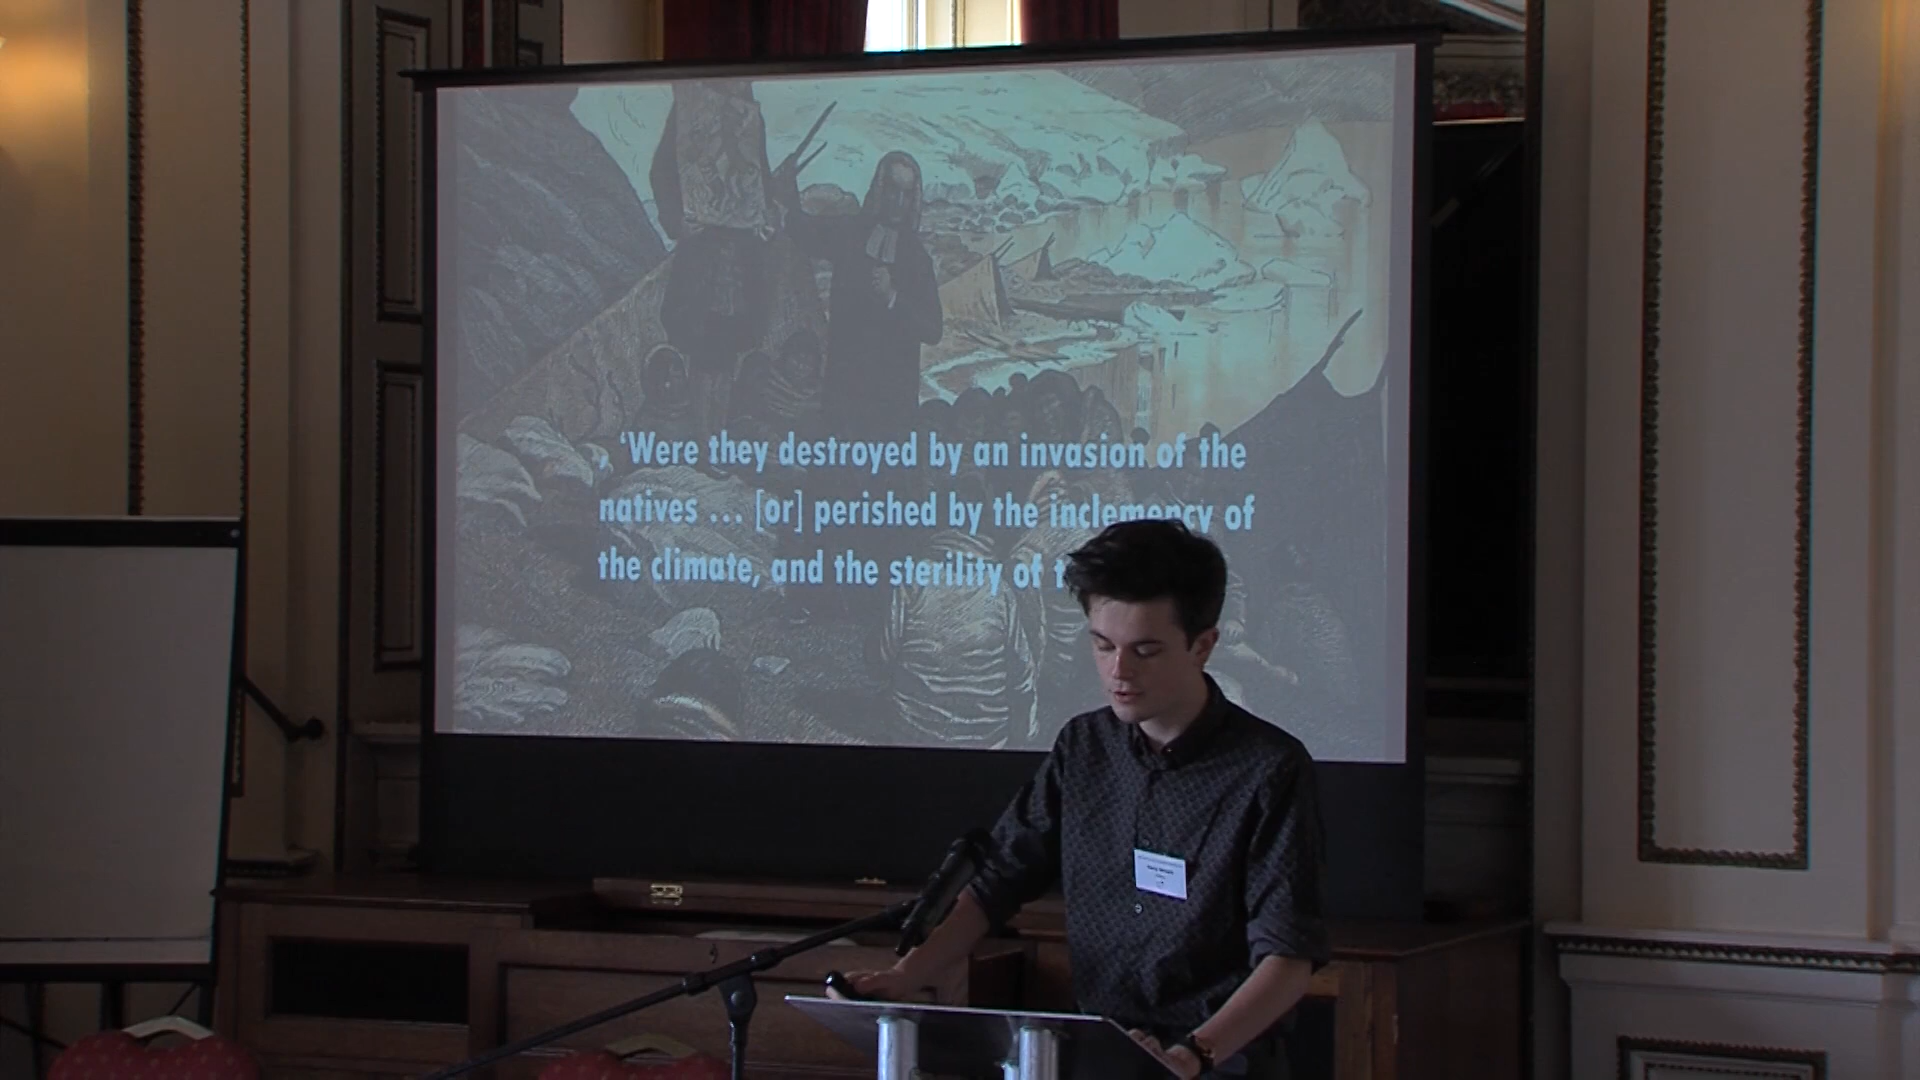 , ‘Were they destroyed by an invasion of the
natives ... [or] perished by the inclemency of
the climate, and the sterility of